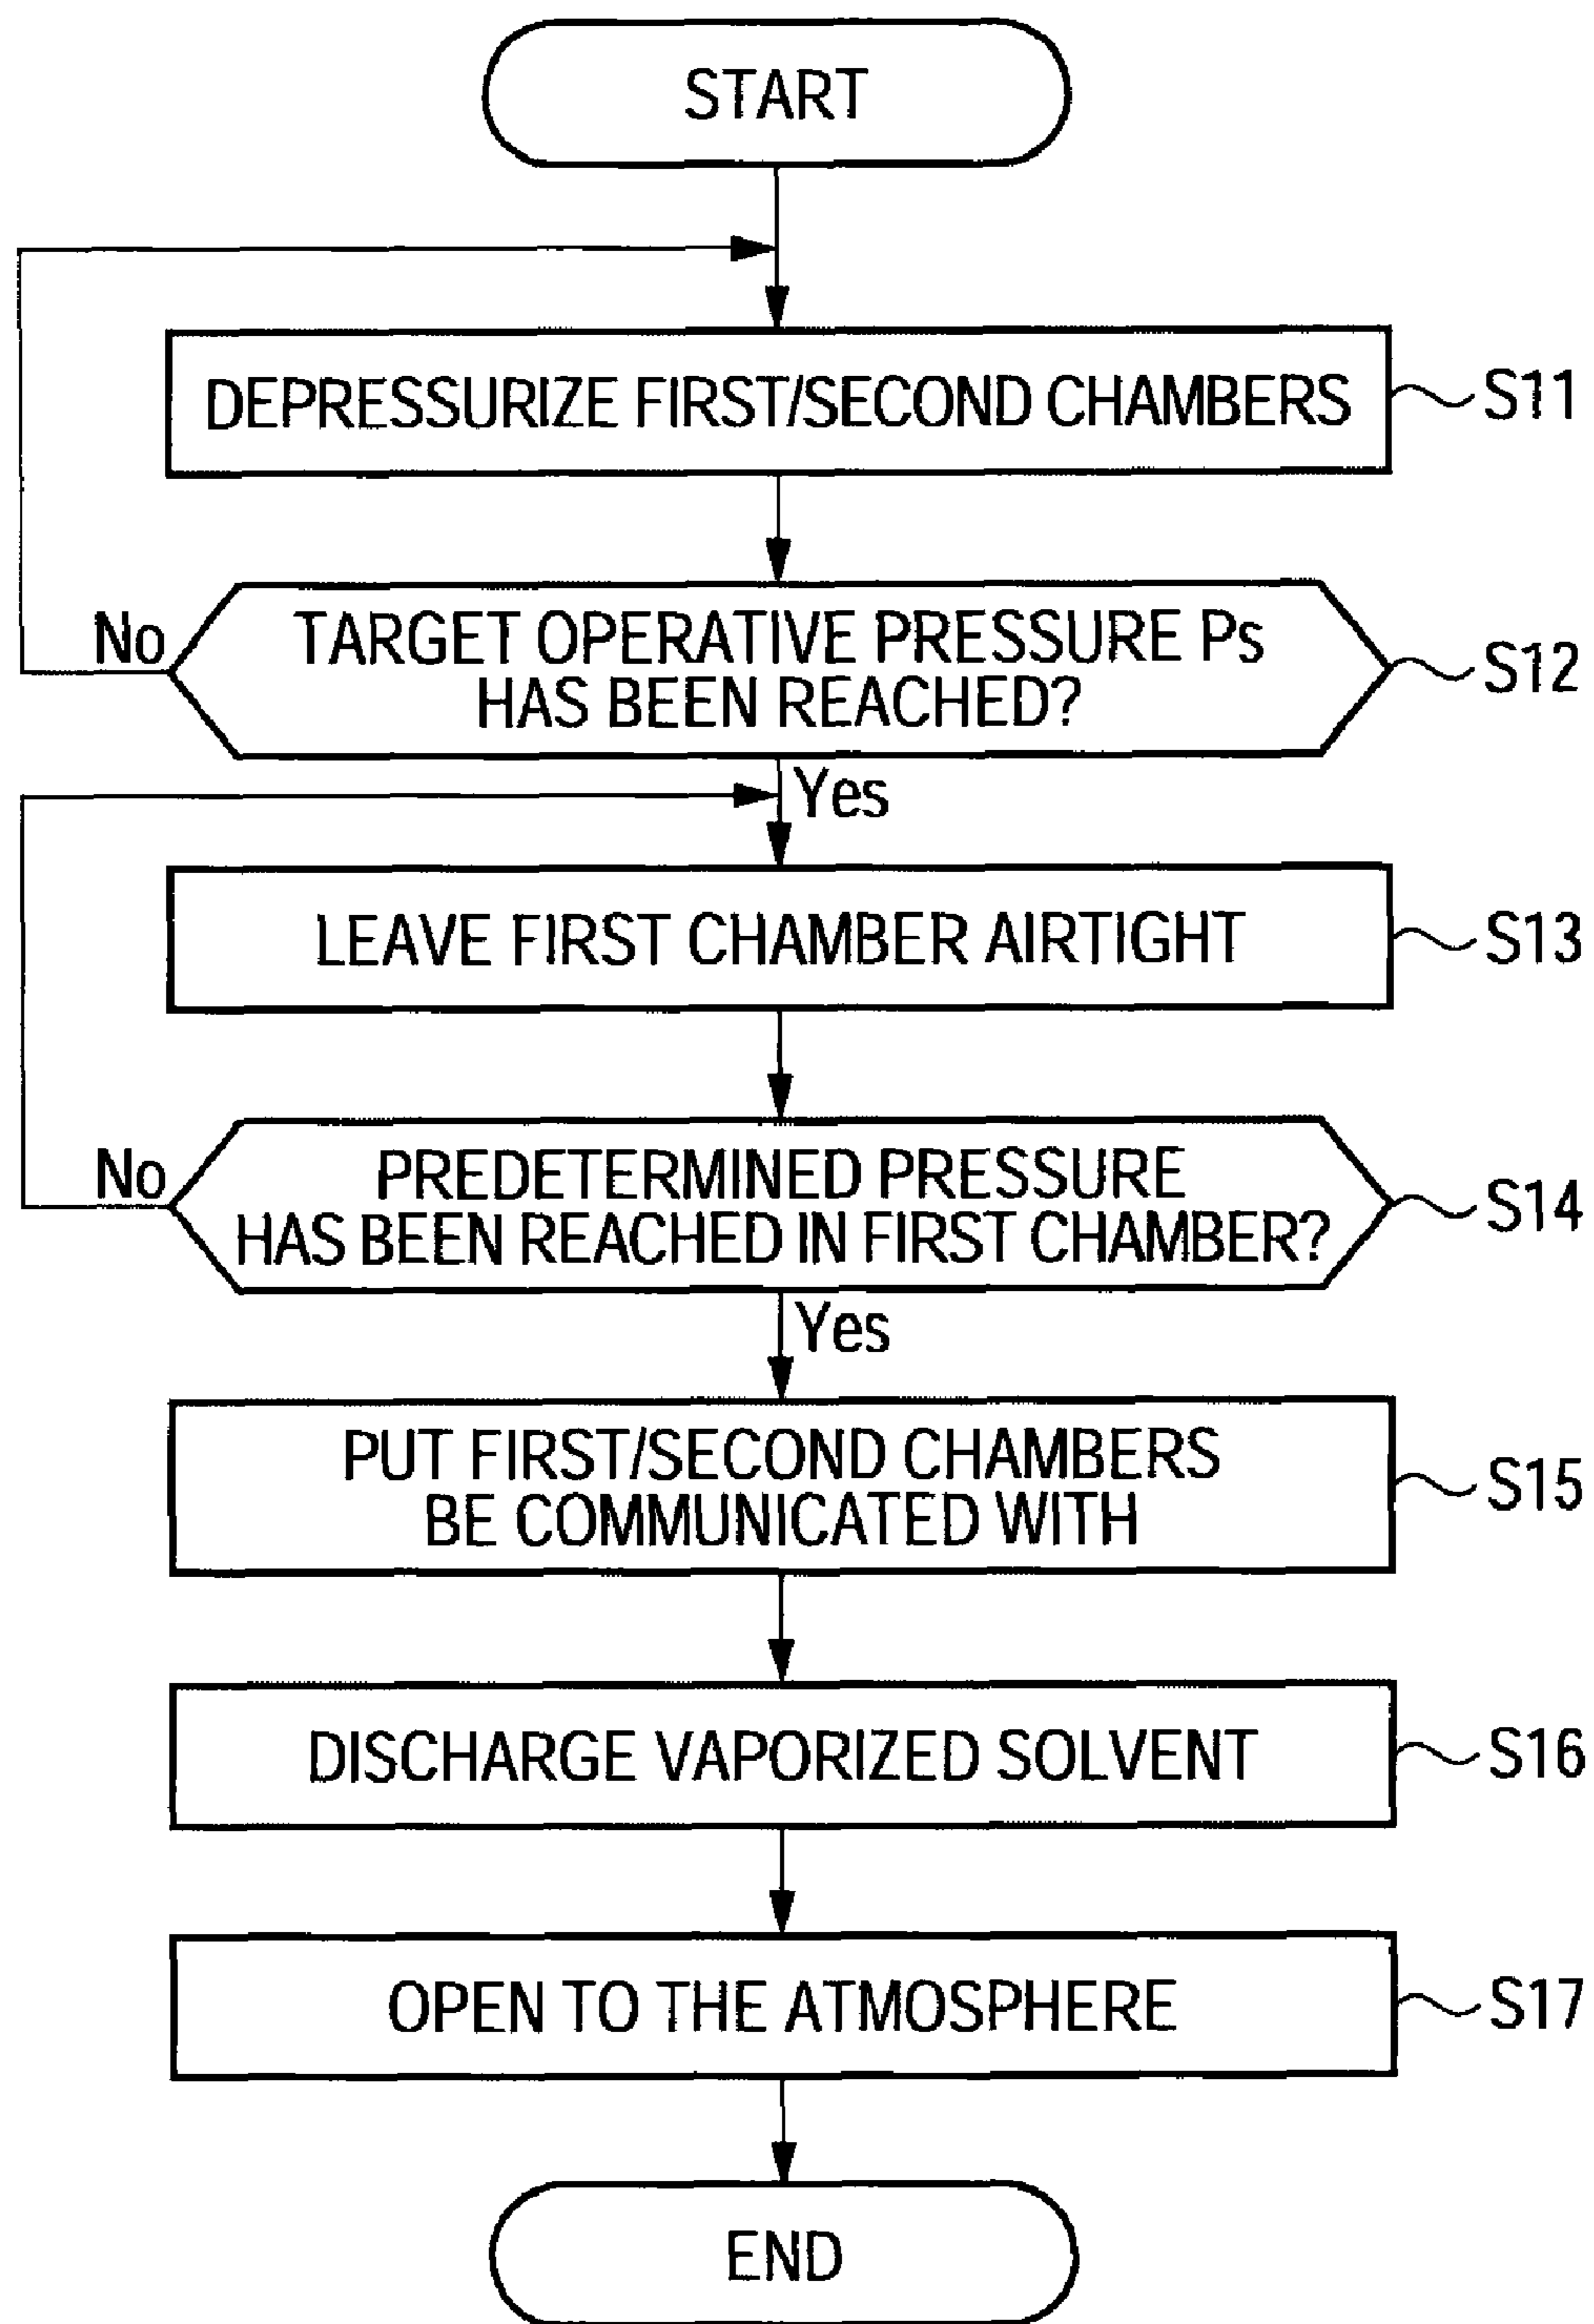 START
DEPRESSURIZE FIRST/SECOND CHAMBERS
S11
No
TARGET OPERATIVE PRESSURE Ps
HAS BEEN REACHED?
S12
Yes
LEAVE FIRST CHAMBER AIRTIGHT
S13
No
PREDETERMINED PRESSURE
HAS BEEN REACHED IN FIRST CHAMBER?
S14
Yes
PUT FIRST/SECOND CHAMBERS
BE COMMUNICATED WITH
S15
DISCHARGE VAPORIZED SOLVENT
S16
OPEN TO THE ATMOSPHERE
S17
END